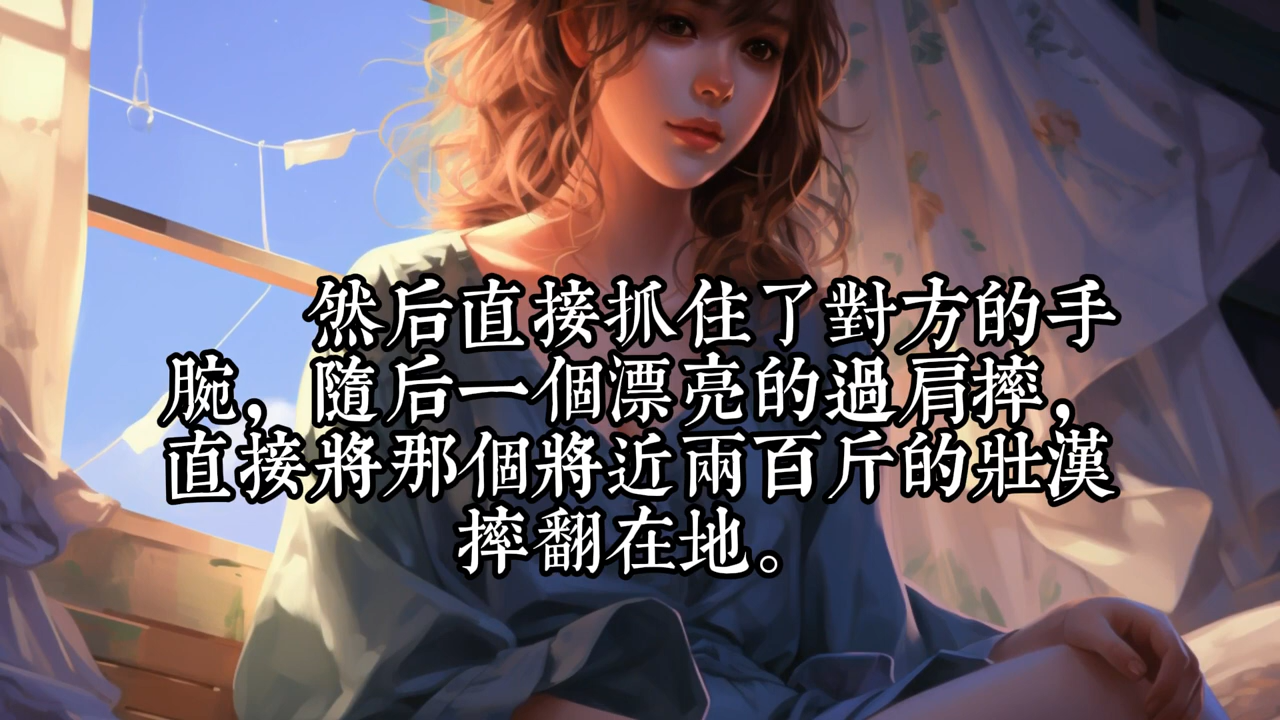 然后直接抓住了對方的手
腕，隨后一個漂亮的過肩摔，
直接將那個將近兩百斤的壯漢
摔翻在地。